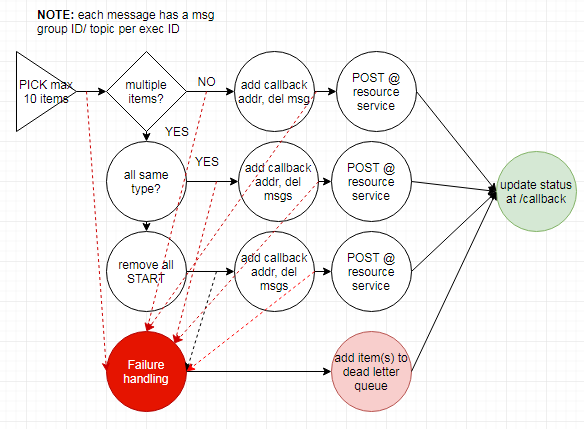 NOTE: each message has a msg
group ID/ topic per exec ID
PICK max
10 items
multiple
items?
NO
add callback
addr, del msg
POST @
resource
service
YES
all same
type?
YES
add callback
addr, del
msgs
POST @
resource
service
update status
at /callback
remove all
START
add callback
addr, del
msgs
POST @
resource
service
Failure
handling
add item(s) to
dead letter
queue